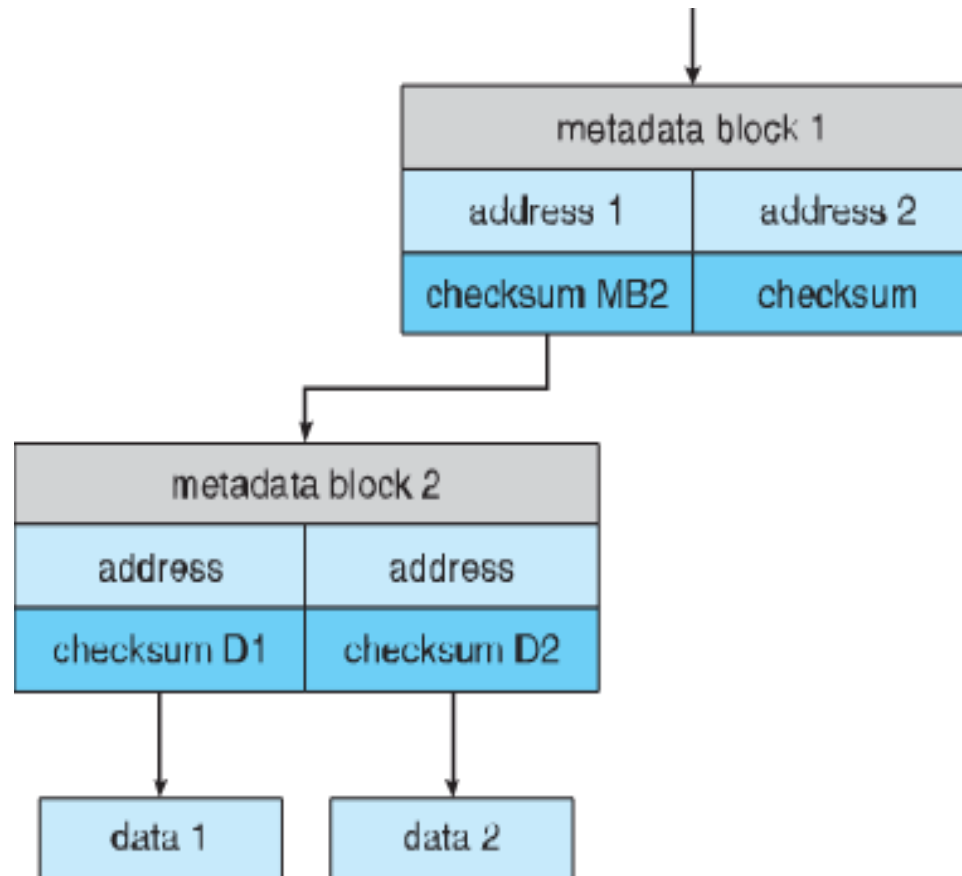 metadata block 1
address 1 address 2
checksum MB2 checksum
metadata block 2
address address
checksum D1 checksum D2
data 1 data 2